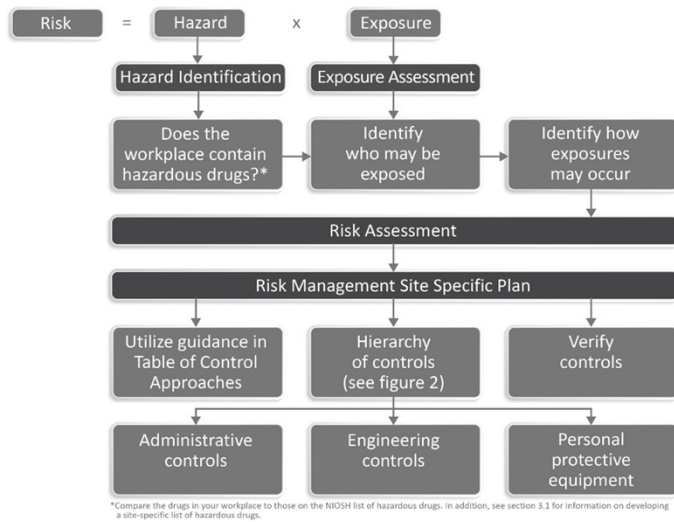 Risk = Hazard x Exposure
Hazard Identification
Exposure Assessment
Does the
workplace contain
hazardous drugs?*
Identify
who may be
exposed
Identify how
exposures
may occur
Risk Assessment
Risk Management Site Specific Plan
Utilize guidance in
Table of Control
Approaches
Hierarchy
of controls
(see figure 2)
Verify
controls
Administrative
controls
Engineering
controls
Personal
protective
equipment
*Compare the drugs in your workplace to those on the NIOSH list of hazardous drugs. In addition, see section 3.1 for information on developing
a site-specific list of hazardous drugs.